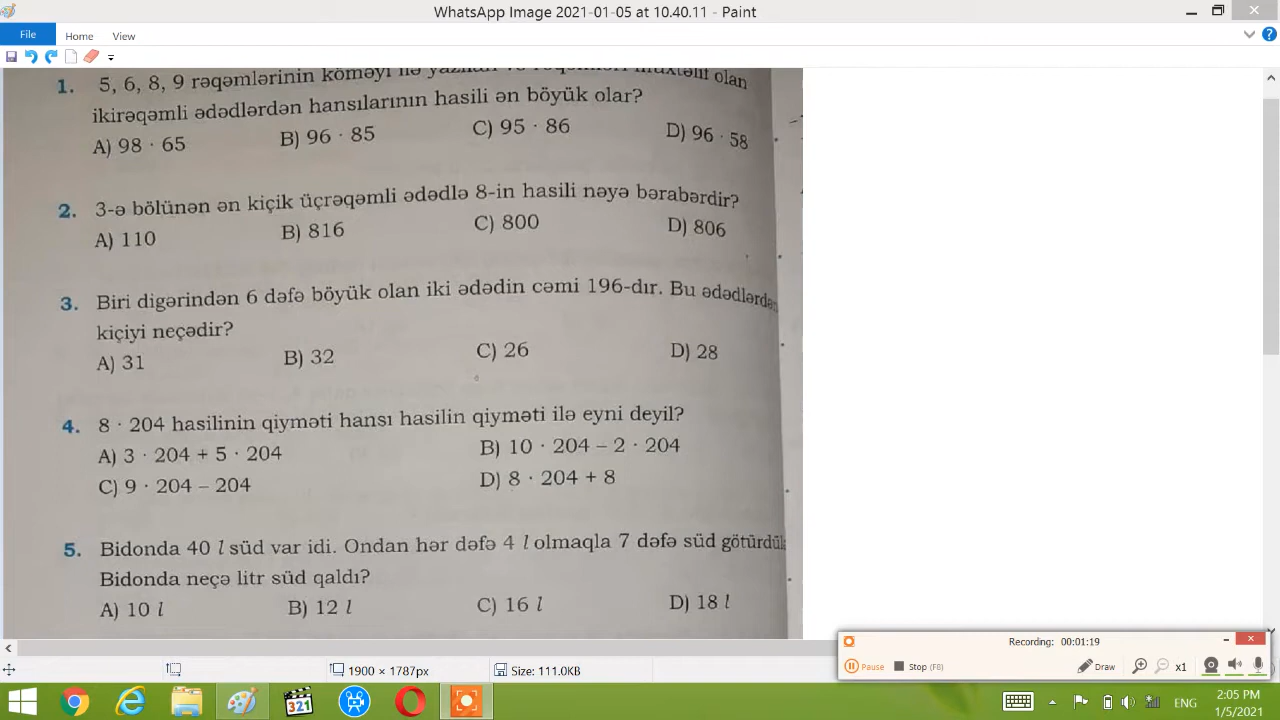 WhatsApp Image 2021-01-05 at 10.40.11 - Paint
File Home View
1. 5, 6, 8, 9 rəqəmlərinin köməyi ilə olan
ikirəqəmli ədədlərdən hansılarının hasili ən böyük olar?
A) 98 · 65 B) 96 · 85 C) 95 · 86 D) 96 · 58
2. 3-ə bölünən ən kiçik üçrəqəmli ədədlə 8-in hasili nəyə bərabərdir?
A) 110 B) 816 C) 800 D) 806
3. Biri digərindən 6 dəfə böyük olan iki ədədin cəmi 196-dır. Bu ədədlərdən
kiçiyi neçədir?
A) 31 B) 32 C) 26 D) 28
4. 8 · 204 hasilinin qiyməti hansı hasilin qiyməti ilə eyni deyil?
A) 3 · 204 + 5 · 204 B) 10 · 204 – 2 · 204
C) 9 · 204 – 204 D) 8 · 204 + 8
5. Bidonda 40 l süd var idi. Ondan hər dəfə 4 l olmaqla 7 dəfə süd
Bidonda neçə litr süd qaldı?
A) 10 l B) 12 l C) 16 l D) 18 l
Recording: 00:01:19
Pause Stop (F8) Draw x1
1900 × 1787px Size: 111.0KB
321
ENG
2:05 PM
1/5/2021